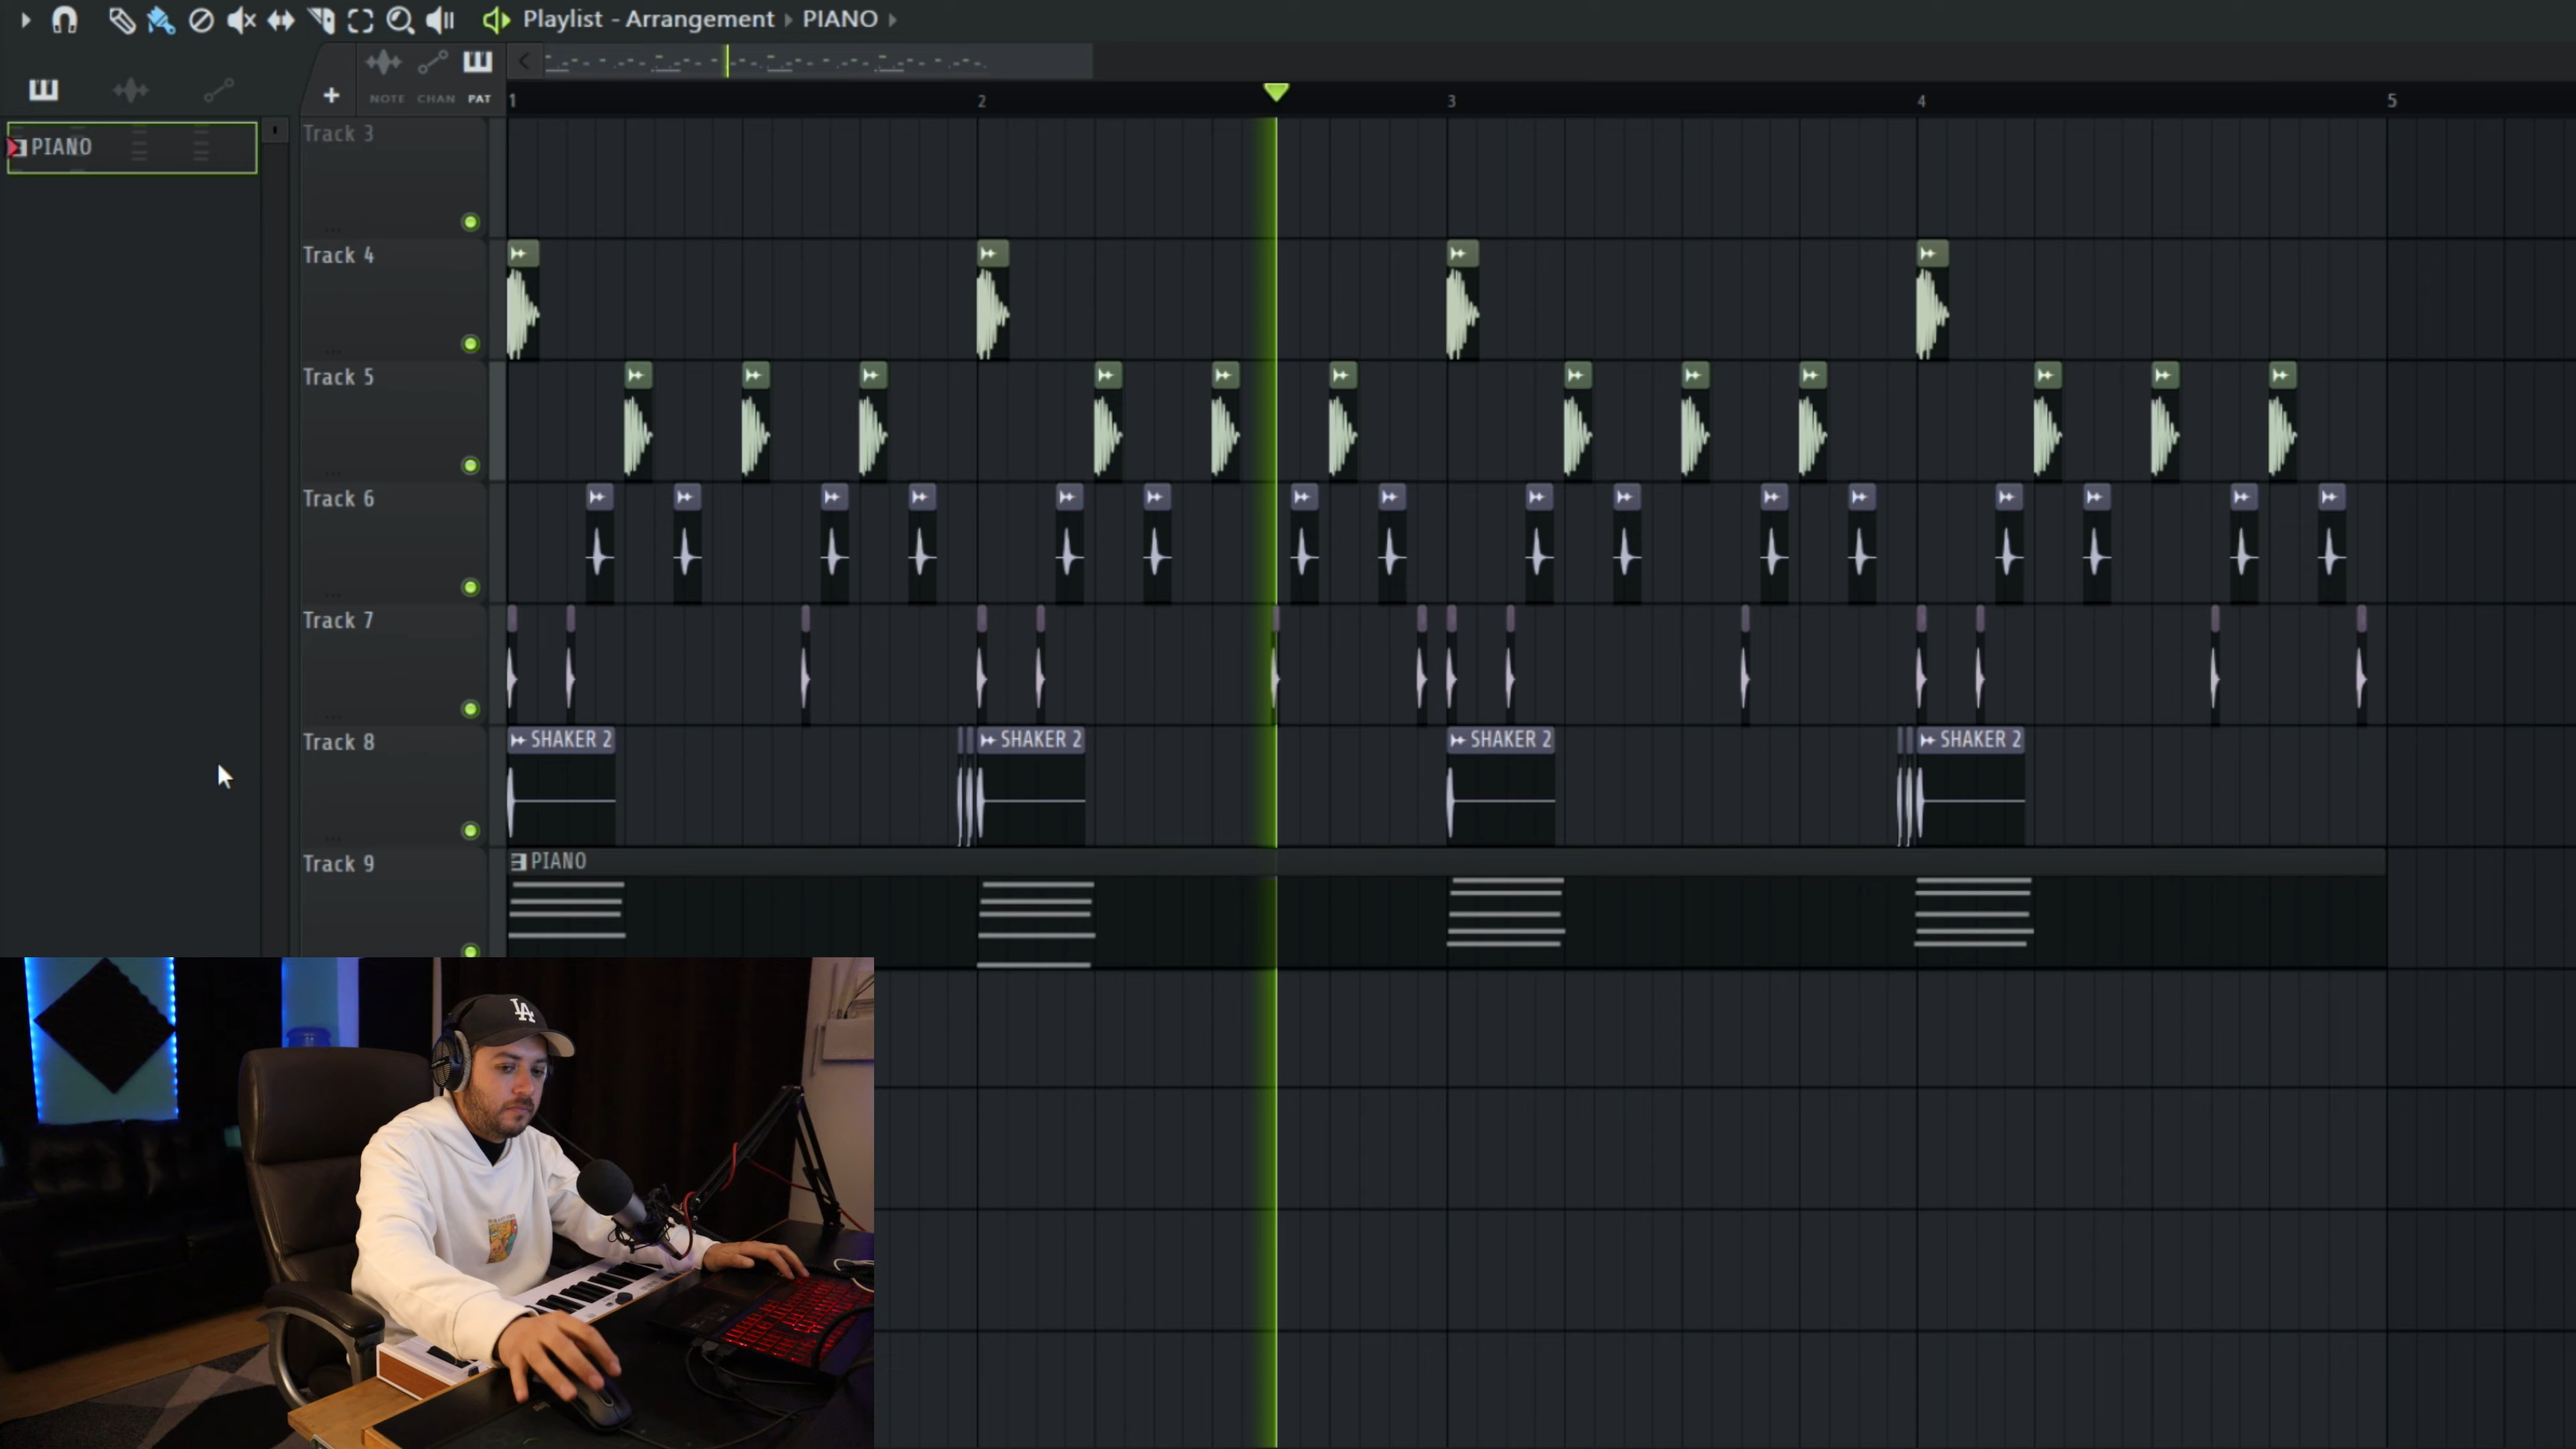 Playlist - Arrangement PIANO
NOTE CHAN PAT
1 2 3 4 5
PIANO
Track 3
Track 4
Track 5
Track 6
Track 7
Track 8
SHAKER 2 SHAKER 2 SHAKER 2 SHAKER 2
Track 9
PIANO
LA